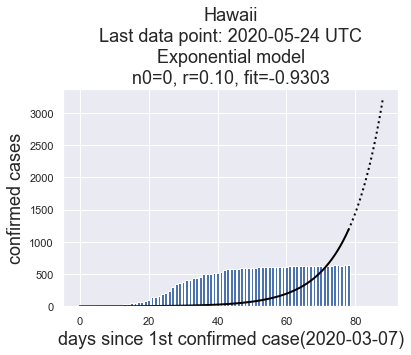 Hawaii
Last data point: 2020-05-24 UTC
Exponential model
n0=0, r=0.10, fit=-0.9303
confirmed cases
3000
2500
2000
1500
1000
500
0
0 20 40 60 80
days since 1st confirmed case(2020-03-07)